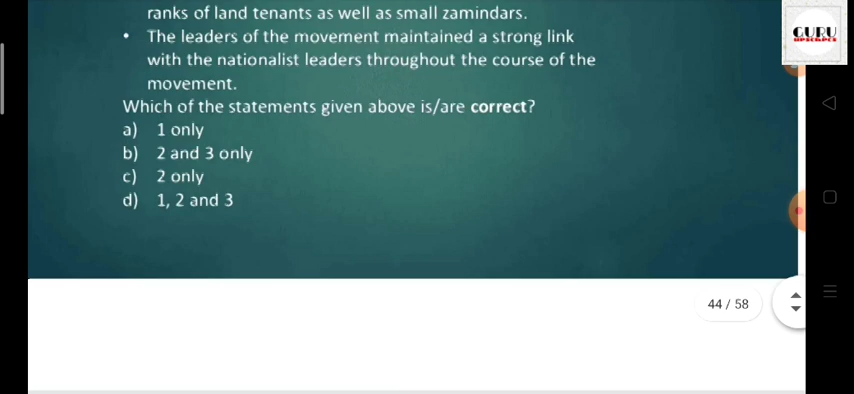 ranks of land tenants as well as small zamindars.
• The leaders of the movement maintained a strong link
with the nationalist leaders throughout the course of the
movement.
Which of the statements given above is/are correct?
a) 1 only
b) 2 and 3 only
c) 2 only
d) 1, 2 and 3
44 / 58
GURU